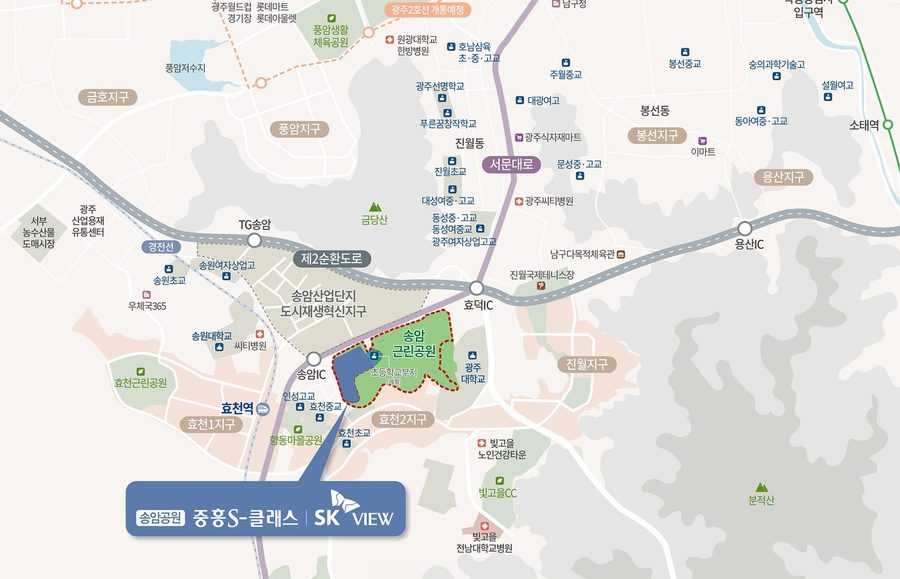 광주월드컵
경기장
롯데마트
롯데아울렛
광주2호선 개통예정
남구청
입구역
풍암생활
체육공원
원광대학교
한방병원
호남삼육
초·중·고교
풍암저수지
주월중교
봉선중교
숭의과학기술고
설월여고
광주선명학교
금호지구
대광여고
봉선동
동아여중·고교
소태역
푸른꿈창작학교
풍암지구
진월동
광주식자재마트
봉선지구
이마트
서문대로
문성중·고교
진월초교
용산지구
대성여중·고교
광주씨티병원
금당산
동성중·고교
동성여중교
광주여자상업고교
서부
농수산물
도매시장
광주
산업용재
유통센터
TG송암
경전선
용산IC
제2순환도로
남구다목적체육관
송원초교
송원여자상업고
진월국제테니스장
우체국365
송암산업단지
도시재생혁신지구
효덕IC
송원대학교
씨티병원
송암
근린공원
송암IC
초등학교부지
(계획)
광주
대학교
진월지구
효천근린공원
인성고교
효천중교
효천역
효천1지구
효천2지구
향동마을공원
효천초교
빛고을
노인건강타운
빛고을CC
분적산
송암공원 중흥S-클래스 SK VIEW
빛고을
전남대학교병원